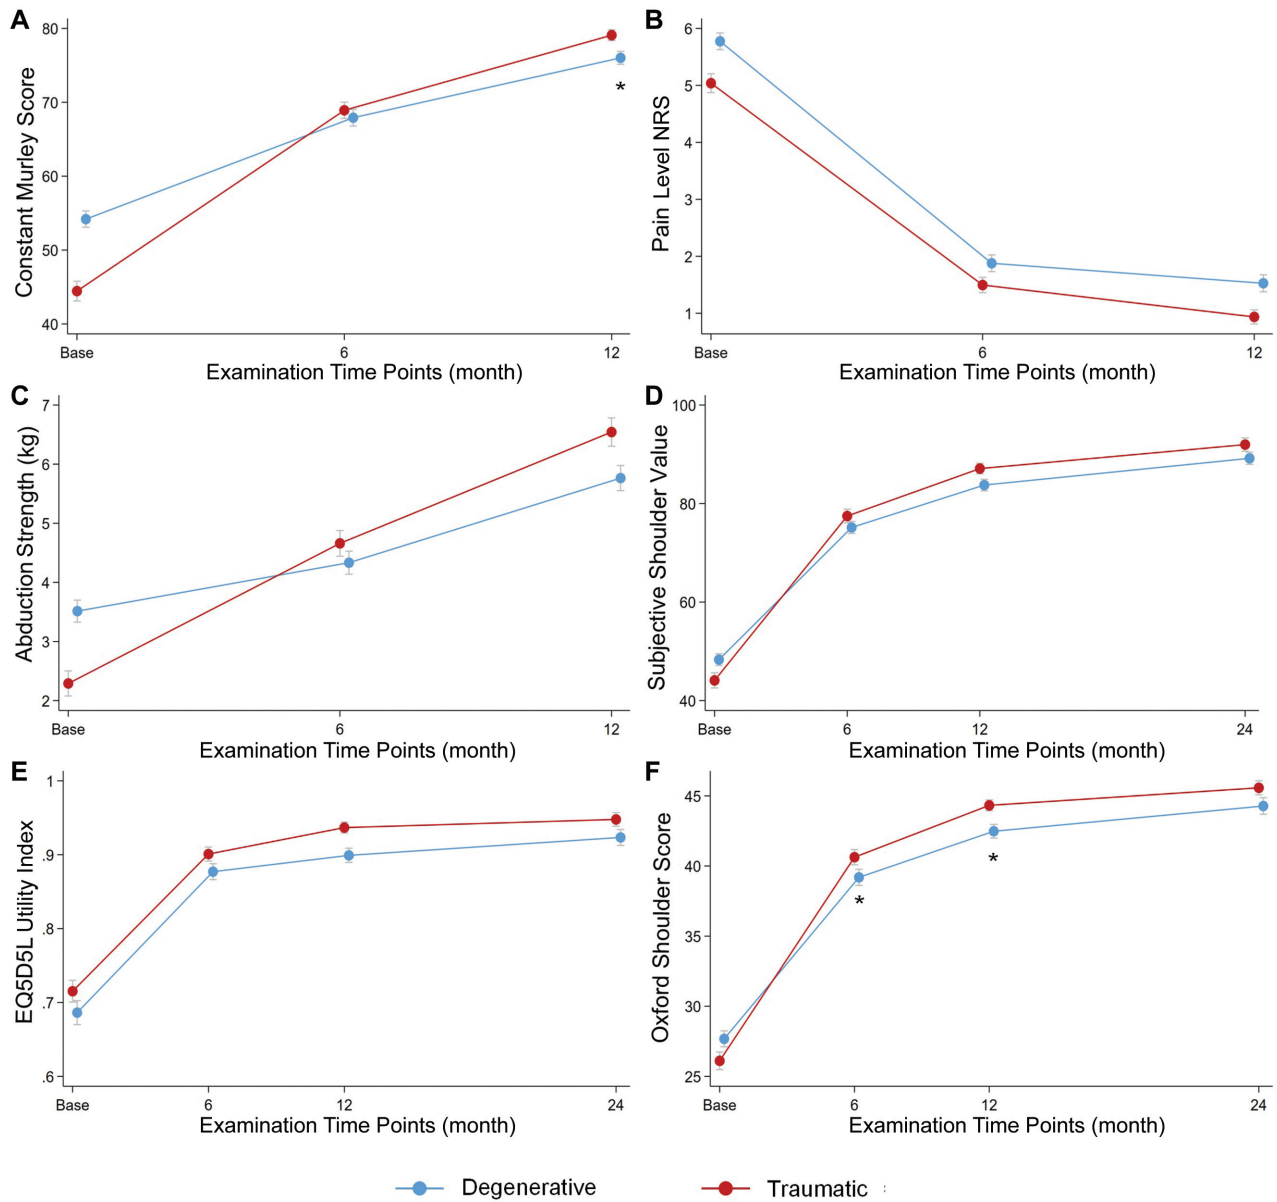 A
Constant Murley Score
80
70
60
50
40
*
Base 6 12
Examination Time Points (month)
B
Pain Level NRS
6
5
4
3
2
1
Base 6 12
Examination Time Points (month)
C
Abduction Strength (kg)
7
6
5
4
3
2
Base 6 12
Examination Time Points (month)
D
Subjective Shoulder Value
100
80
60
40
Base 6 12 24
Examination Time Points (month)
E
EQ5D5L Utility Index
1
.9
.8
.7
.6
Base 6 12 24
Examination Time Points (month)
F
Oxford Shoulder Score
45
40
35
30
25
*
*
Base 6 12 24
Examination Time Points (month)
Degenerative Traumatic